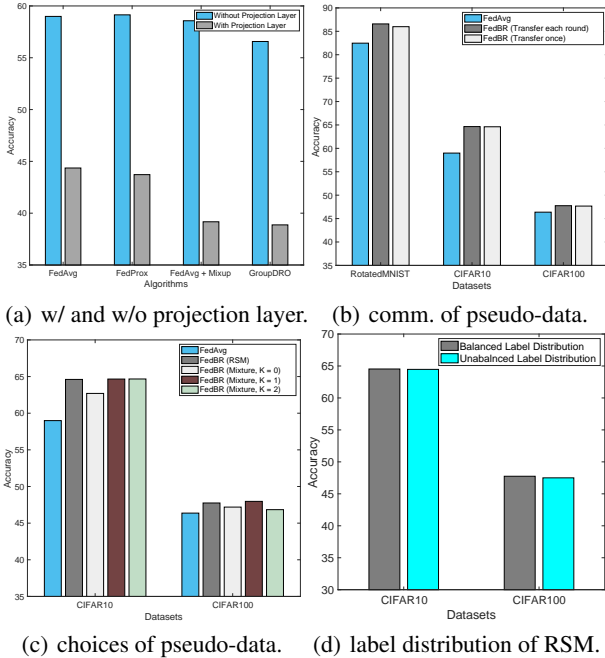 60
55
50
45
40
35
Accuracy
Without Projection Layer
With Projection Layer
FedAvg
FedProx
FedAvg + Mixup
GroupDRO
Algorithms
(a) w/ and w/o projection layer.
95
90
85
80
75
70
65
60
55
50
45
40
35
Accuracy
FedAvg
FedBR (Transfer each round)
FedBR (Transfer once)
RotatedMNIST
CIFAR10
CIFAR100
Datasets
(b) comm. of pseudo-data.
70
65
60
55
50
45
40
35
Accuracy
FedAvg
FedBR (RSM)
FedBR (Mixture, K = 0)
FedBR (Mixture, K = 1)
FedBR (Mixture, K = 2)
CIFAR10
CIFAR100
Datasets
(c) choices of pseudo-data.
70
65
60
55
50
45
40
35
30
Accuracy
Balanced Label Distribution
Unabalnced Label Distribution
CIFAR10
CIFAR100
Datasets
(d) label distribution of RSM.